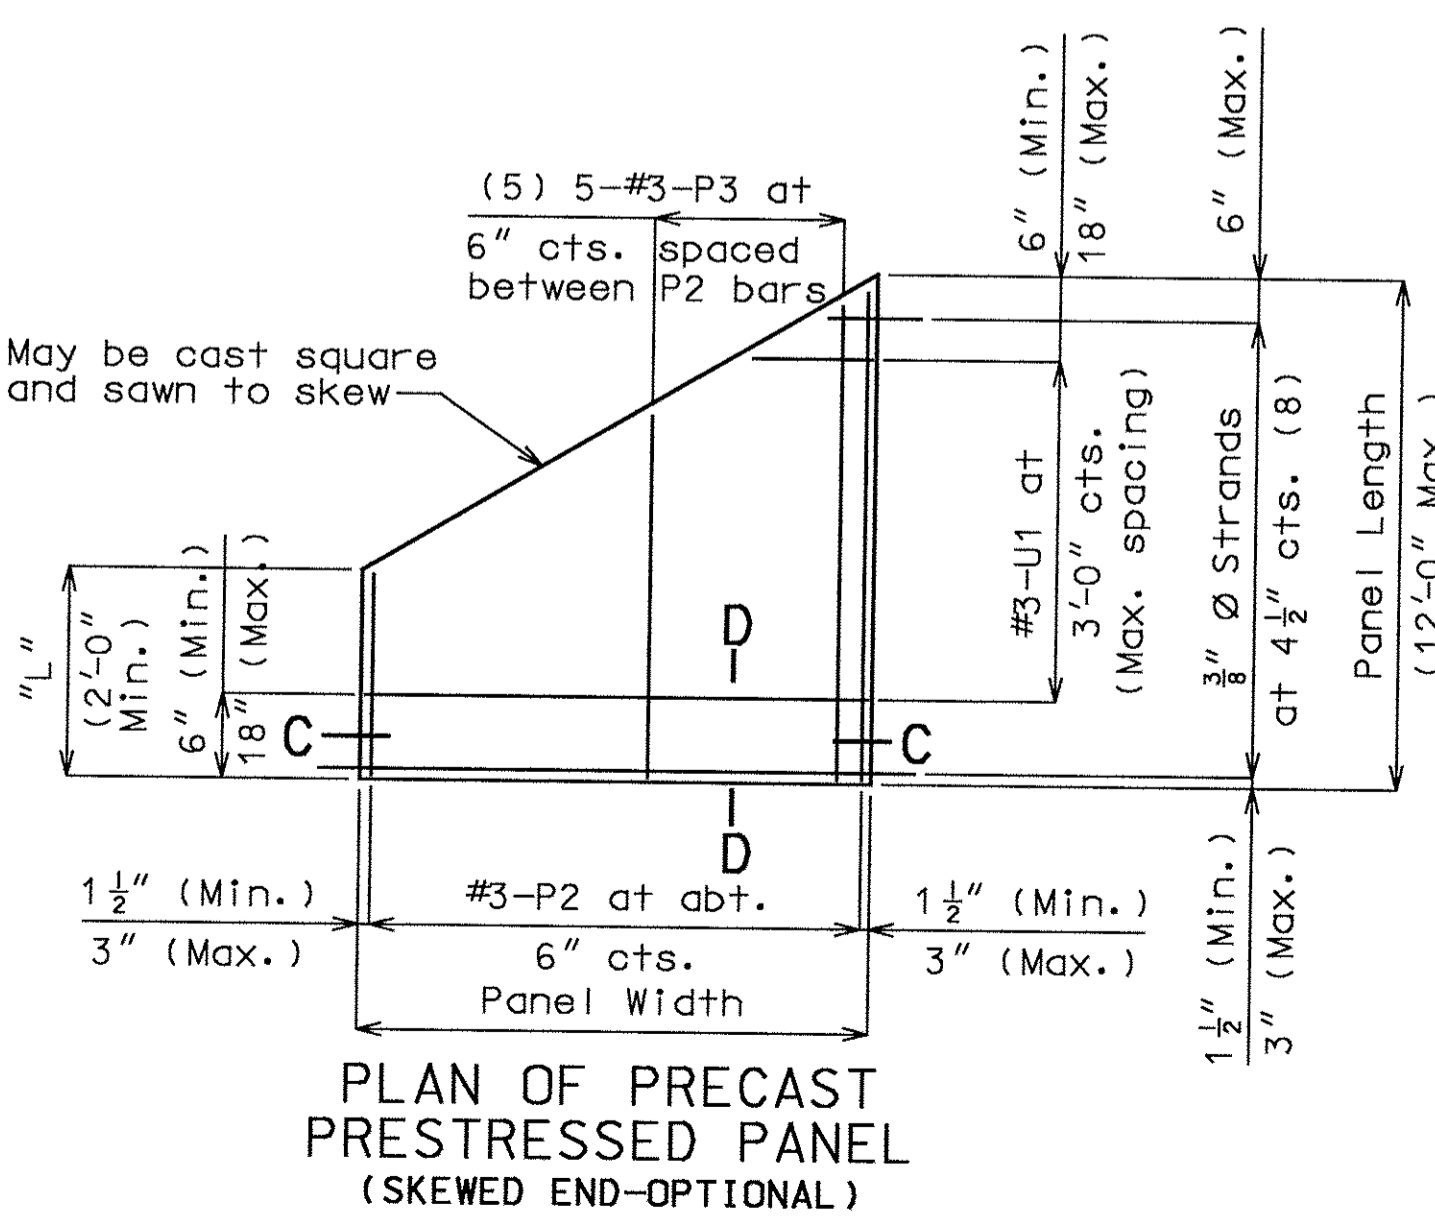 (5) 5-#3-P3 at
6" cts. spaced
between P2 bars
May be cast square
and sawn to skew
6" (Min.)
18" (Max.)
6" (Max.)
"L"
(2'-0"
Min.)
6" (Min.)
18" (Max.)
C
C
D
D
#3-U1 at
3'-0" cts.
(Max. spacing)
3/8" Ø Strands
at 4 1/2" cts. (8)
Panel Length
(12'-0" Max.)
1 1/2" (Min.)
3" (Max.)
#3-P2 at abt.
6" cts.
Panel Width
1 1/2" (Min.)
3" (Max.)
1 1/2" (Min.)
3" (Max.)
PLAN OF PRECAST
PRESTRESSED PANEL
(SKEWED END-OPTIONAL)